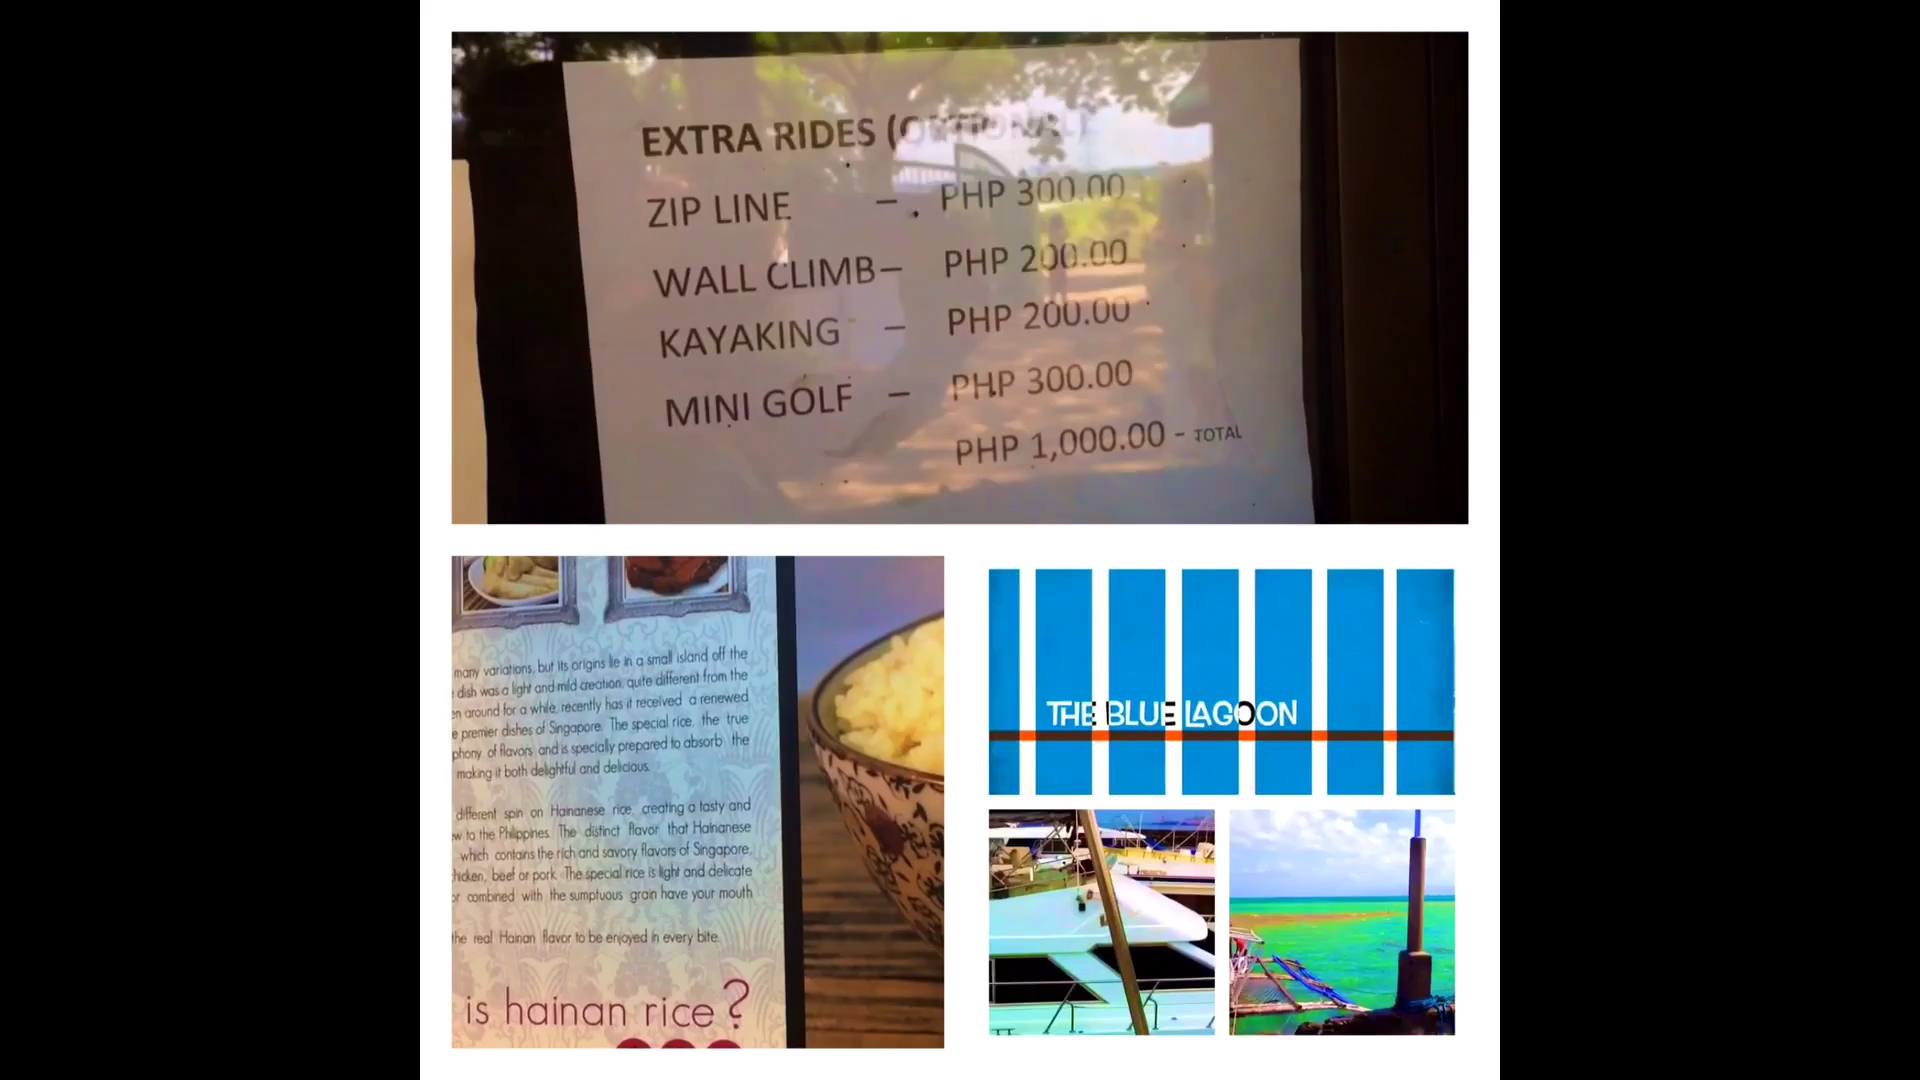 EXTRA RIDES (OPTIONAL)
ZIP LINE – PHP 300.00
WALL CLIMB– PHP 200.00
KAYAKING – PHP 200.00
MINI GOLF – PHP 300.00
PHP 1,000.00 - TOTAL
many variations, but its origins lie in a small island off the
dish was a light and mild creation, quite different from the
around for a while, recently has it received a renewed
premier dishes of Singapore. The special rice, the true
of flavors and is specially prepared to absorb the
making it both delightful and delicious.
different spin on Hainanese rice, creating a tasty and
to the Philippines. The distinct flavor that Hainanese
which contains the rich and savory flavors of Singapore,
beef or pork. The special rice is light and delicate
combined with the sumptuous grain have your mouth
the real Hainan flavor to be enjoyed in every bite.
is hainan rice?
THE BLUE LAGOON